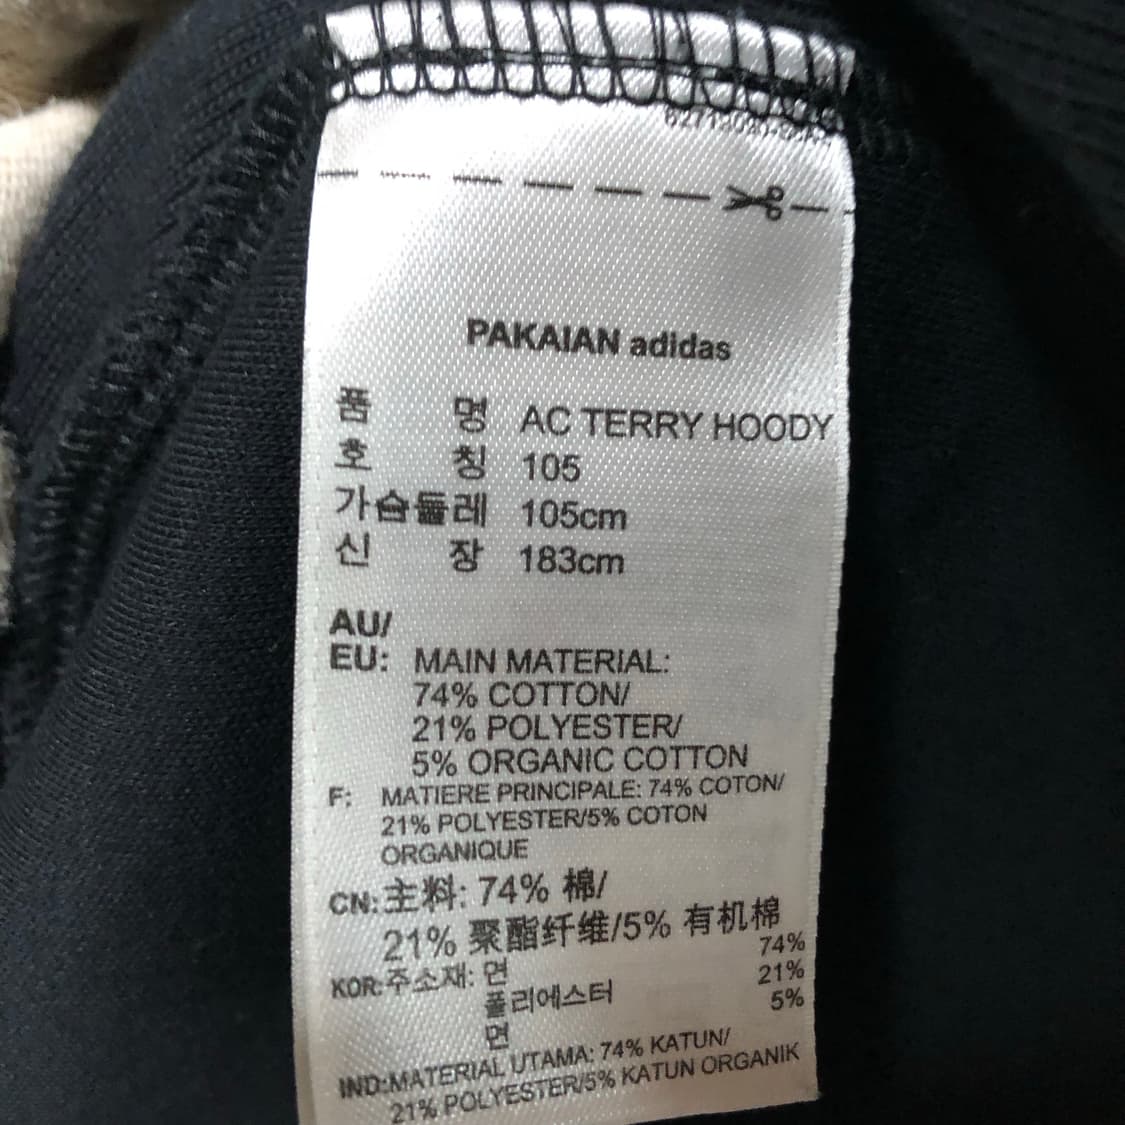 PAKAIAN adidas
품 명 AC TERRY HOODY
호 칭 105
가슴둘레 105cm
신 장 183cm
AU/
EU: MAIN MATERIAL:
74% COTTON/
21% POLYESTER/
5% ORGANIC COTTON
F: MATIERE PRINCIPALE: 74% COTON/
21% POLYESTER/5% COTON
ORGANIQUE
CN: 主料: 74% 棉/
21% 聚酯纤维/5% 有机棉
KOR: 주소재: 면 74%
폴리에스터 21%
면 5%
IND:MATERIAL UTAMA: 74% KATUN/
21% POLYESTER/5% KATUN ORGANIK